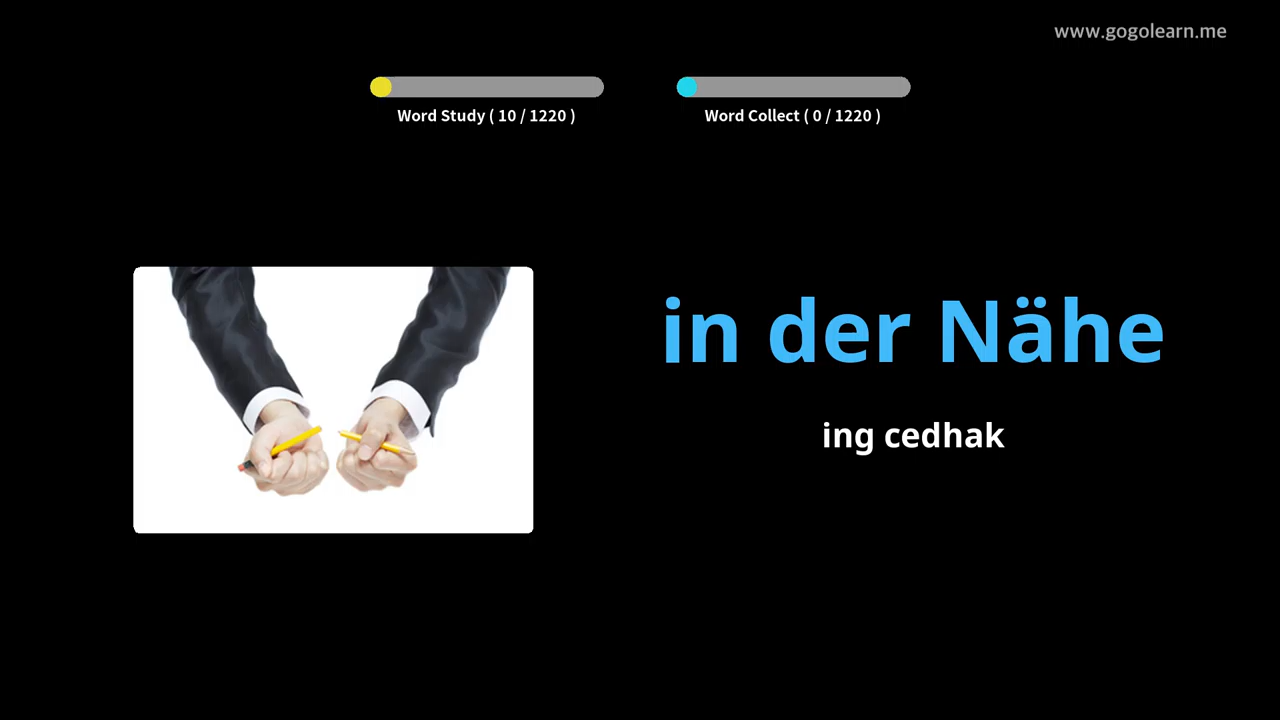 www.gogolearn.me
Word Study ( 10 / 1220 )
Word Collect ( 0 / 1220 )
in der Nähe
ing cedhak